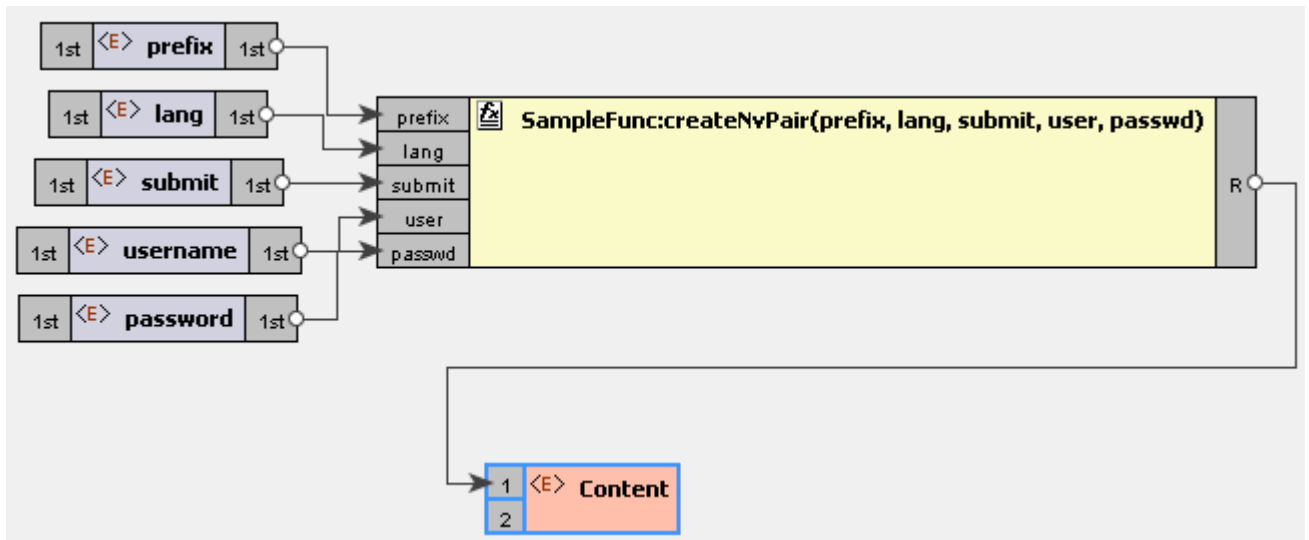 1st <E> prefix 1st
1st <E> lang 1st
1st <E> submit 1st
1st <E> username 1st
1st <E> password 1st
prefix
lang
submit
user
passwd
fx SampleFunc:createNvPair(prefix, lang, submit, user, passwd)
R
1 <E> Content
2